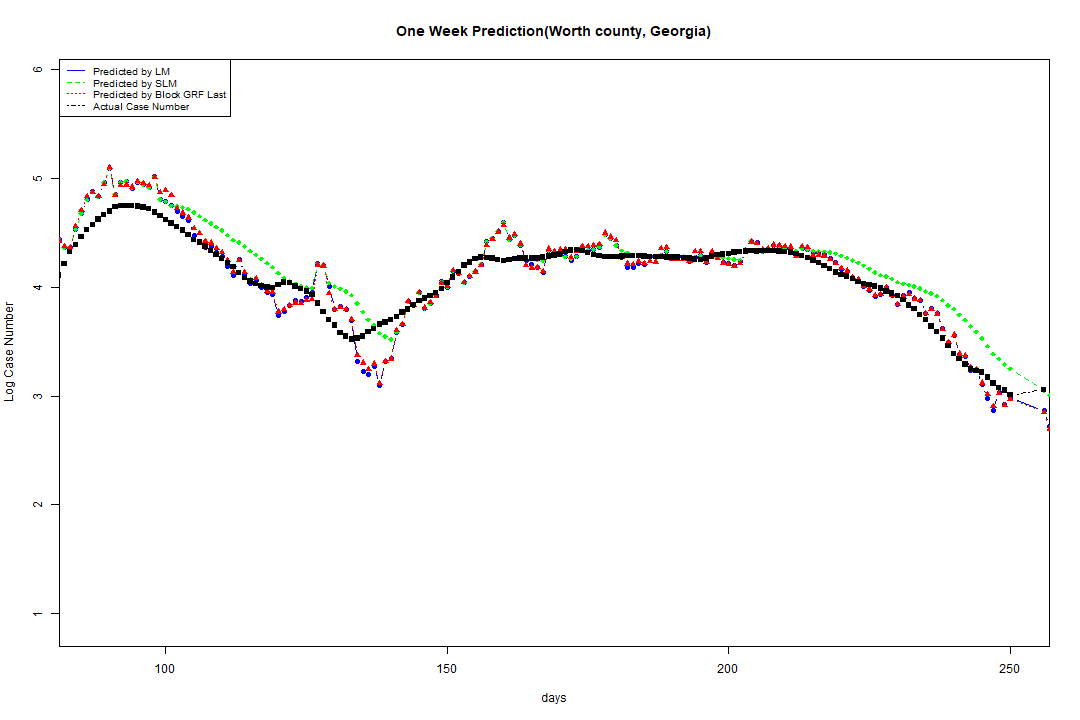 One Week Prediction(Worth county, Georgia)
Predicted by LM
Predicted by SLM
Predicted by Block GRF Last
Actual Case Number
6
5
4
3
2
1
Log Case Number
100
150
200
250
days